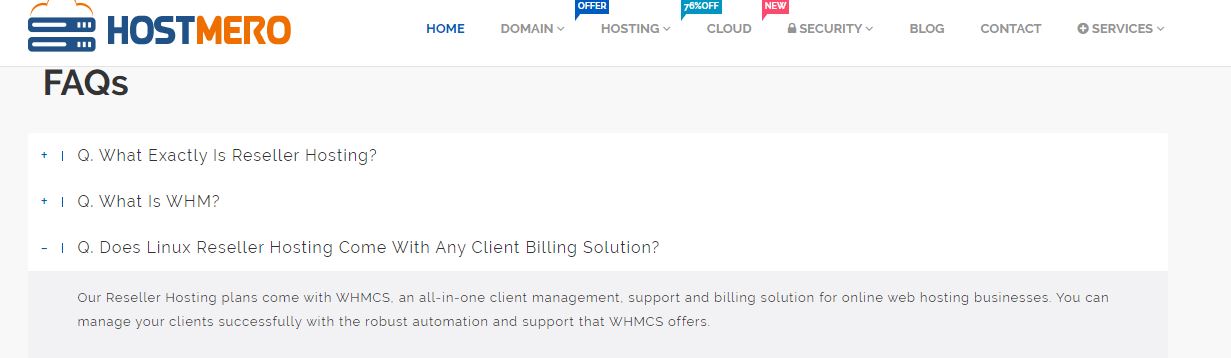 OFFER
76%OFF
NEW
HOSTMERO
HOME DOMAIN HOSTING CLOUD SECURITY BLOG CONTACT SERVICES
FAQs
+ | Q. What Exactly Is Reseller Hosting?
+ | Q. What Is WHM?
- | Q. Does Linux Reseller Hosting Come With Any Client Billing Solution?
Our Reseller Hosting plans come with WHMCS, an all-in-one client management, support and billing solution for online web hosting businesses. You can
manage your clients successfully with the robust automation and support that WHMCS offers.